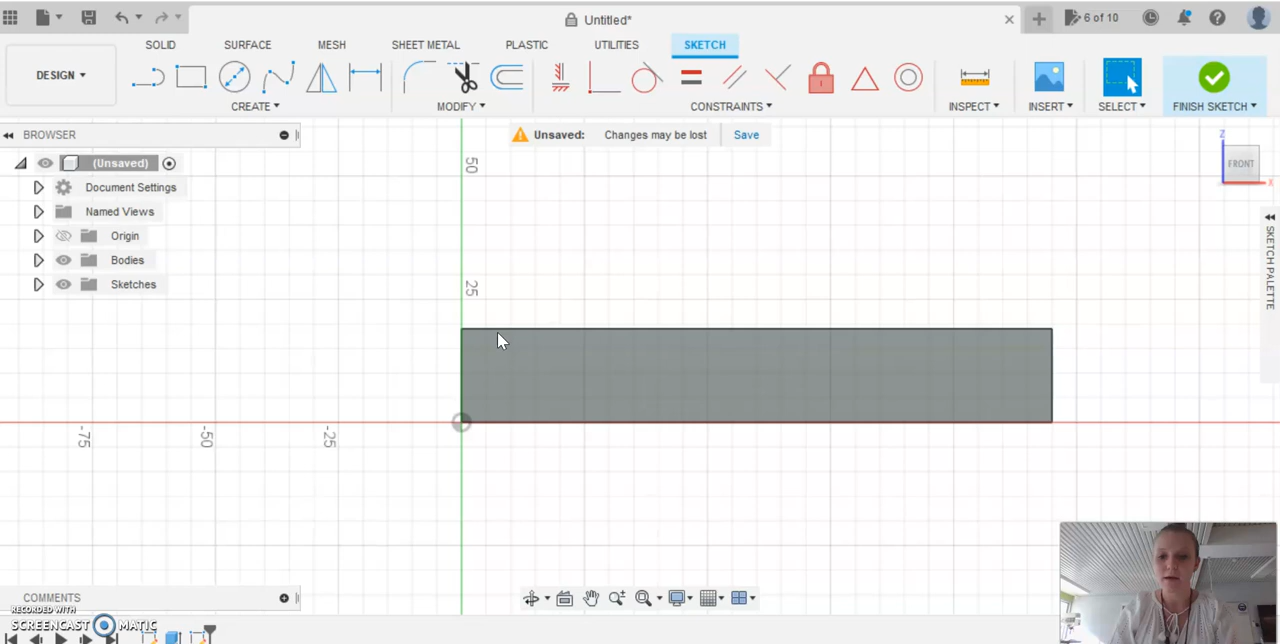 Untitled*
6 of 10
SOLID SURFACE MESH SHEET METAL PLASTIC UTILITIES SKETCH
DESIGN
CREATE MODIFY CONSTRAINTS INSPECT INSERT SELECT FINISH SKETCH
BROWSER
Unsaved: Changes may be lost Save
(Unsaved)
Document Settings
Named Views
Origin
Bodies
Sketches
50
25
-75
-50
-25
Z
FRONT
X
SKETCH PALETTE
COMMENTS
RECORDED WITH
SCREENCAST MATIC